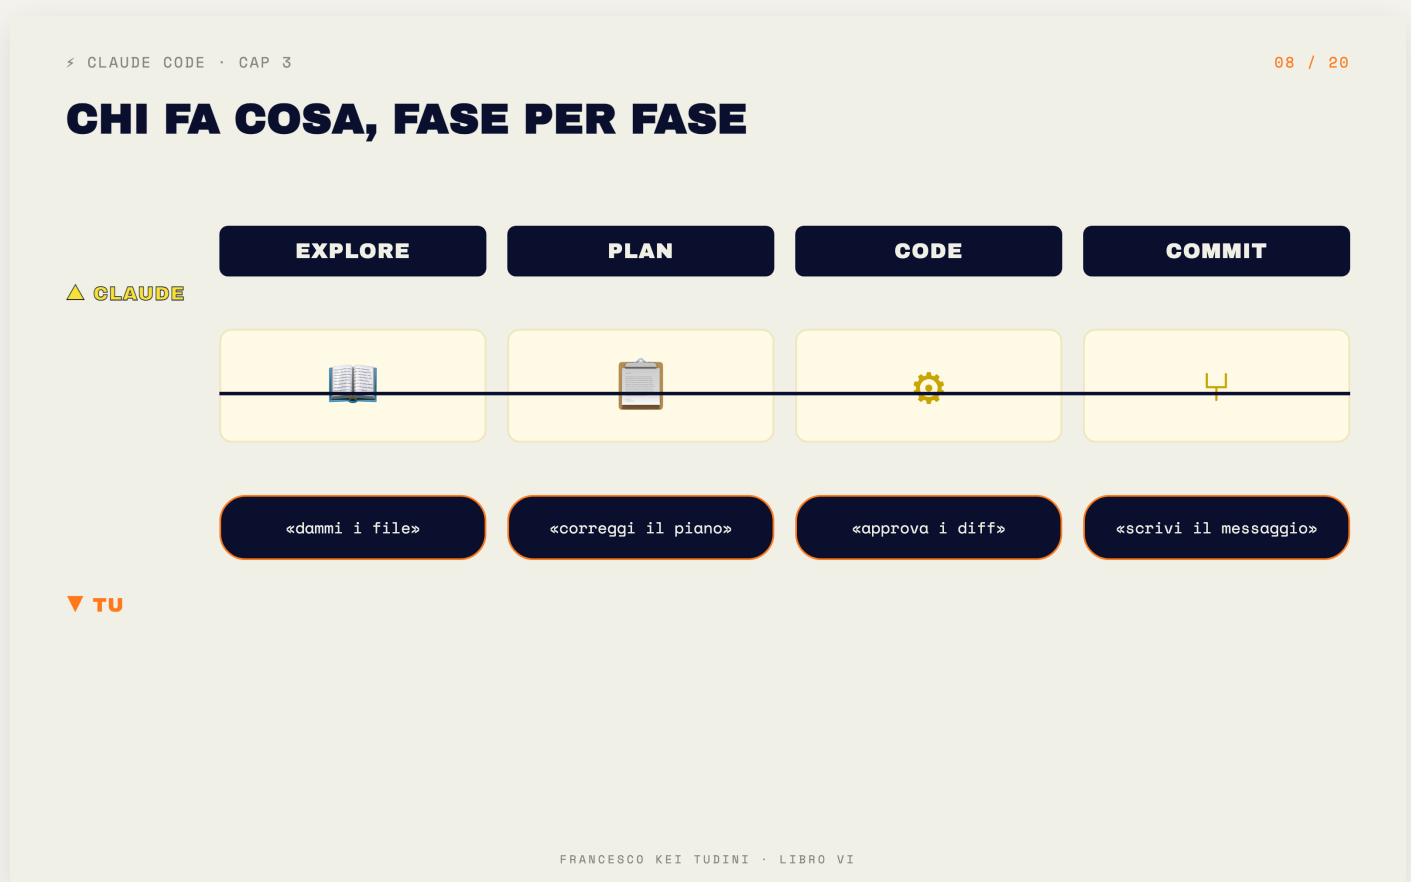 ⚡ CLAUDE CODE · CAP 3
08 / 20
CHI FA COSA, FASE PER FASE
EXPLORE
PLAN
CODE
COMMIT
▲ CLAUDE
«dammi i file»
«correggi il piano»
«approva i diff»
«scrivi il messaggio»
▼ TU
FRANCESCO KEI TUDINI · LIBRO VI